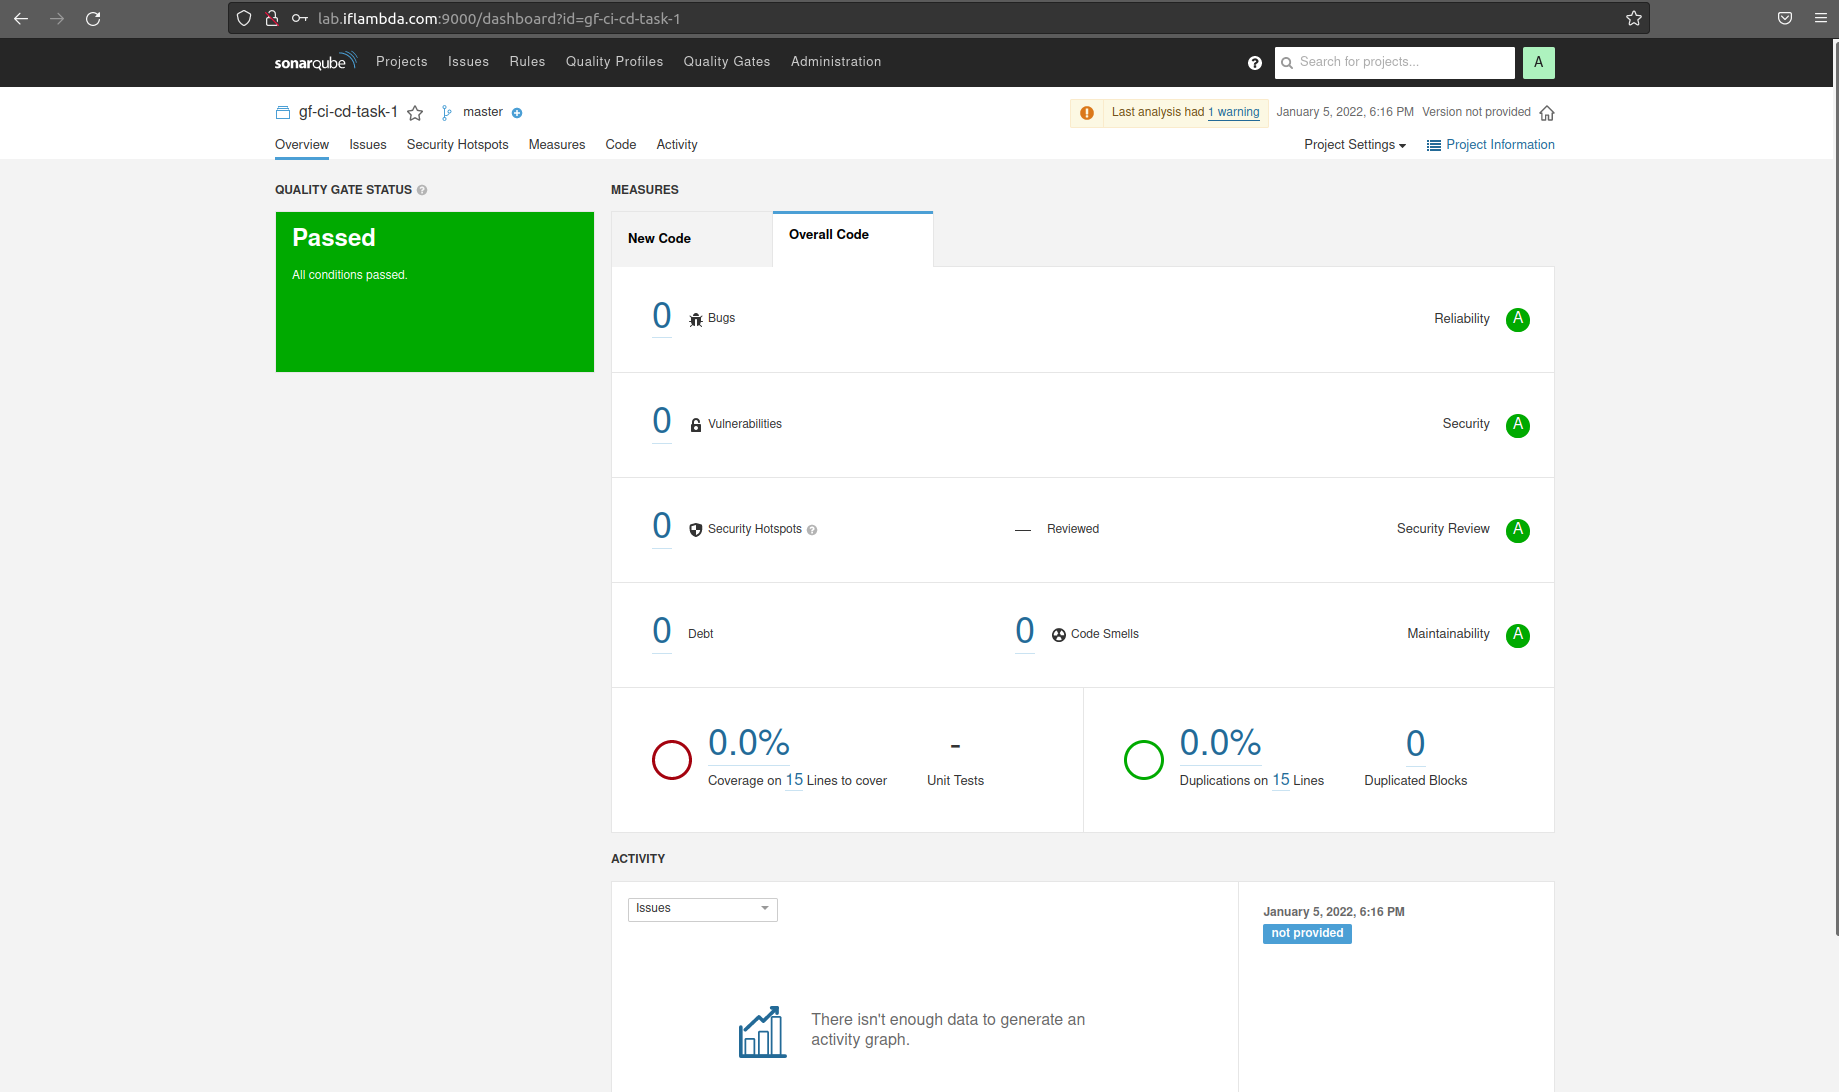 lab.iflambda.com:9000/dashboard?id=gf-ci-cd-task-1
sonarqube Projects Issues Rules Quality Profiles Quality Gates Administration ? Search for projects... A
gf-ci-cd-task-1 master Last analysis had 1 warning January 5, 2022, 6:16 PM Version not provided
Overview Issues Security Hotspots Measures Code Activity Project Settings Project Information
QUALITY GATE STATUS ?
Passed
All conditions passed.
MEASURES
New Code
Overall Code
0 Bugs Reliability A
0 Vulnerabilities Security A
0 Security Hotspots ? — Reviewed Security Review A
0 Debt 0 Code Smells Maintainability A
0.0% -
Coverage on 15 Lines to cover Unit Tests
0.0% 0
Duplications on 15 Lines Duplicated Blocks
ACTIVITY
Issues
There isn't enough data to generate an
activity graph.
January 5, 2022, 6:16 PM
not provided